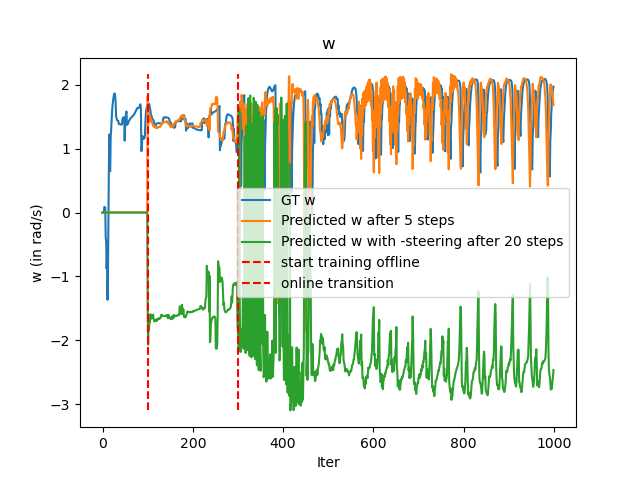 w
w (in rad/s)
2
1
0
−1
−2
−3
GT w
Predicted w after 5 steps
Predicted w with -steering after 20 steps
start training offline
online transition
0
200
400
600
800
1000
Iter